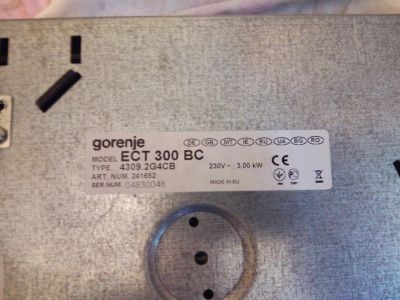 gorenje DE GB MT IE RU UA BG RO
MODEL ECT 300 BC
TYPE 4309.2G4CB 230V ~ ; 3,00 kW CE
ART. NUM. 241652
SER.NUM. 04830046 MADE IN EU